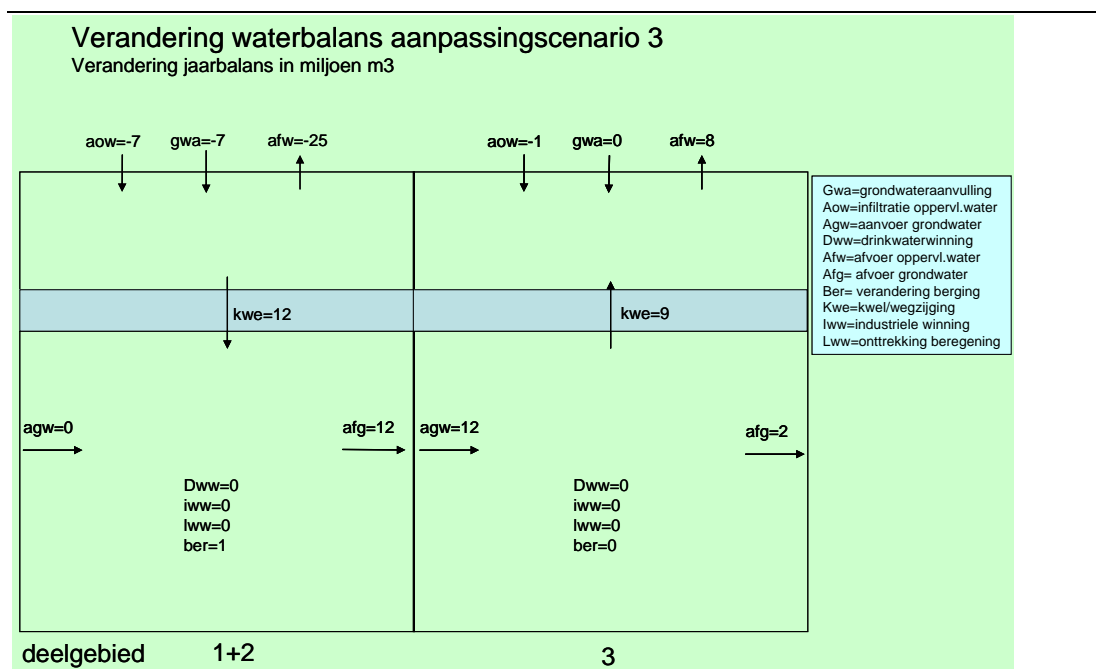 Verandering waterbalans aanpassingscenario 3
Verandering jaarbalans in miljoen m3
aow=-7 gwa=-7 afw=-25 aow=-1 gwa=0 afw=8
Gwa=grondwateraanvulling
Aow=infiltratie oppervl.water
Agw=aanvoer grondwater
Dww=drinkwaterwinning
Afw=afvoer oppervl.water
Afg= afvoer grondwater
Ber= verandering berging
Kwe=kwel/wegzijging
Iww=industriele winning
Lww=onttrekking beregening
kwe=12 kwe=9
agw=0 afg=12 agw=12 afg=2
Dww=0
iww=0
lww=0
ber=1
Dww=0
iww=0
lww=0
ber=0
deelgebied 1+2 3